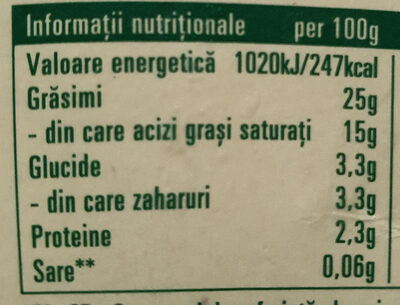 Informații nutriționale per 100g
Valoare energetică 1020kJ/247kcal
Grăsimi 25g
- din care acizi grași saturați 15g
Glucide 3,3g
- din care zaharuri 3,3g
Proteine 2,3g
Sare** 0,06g